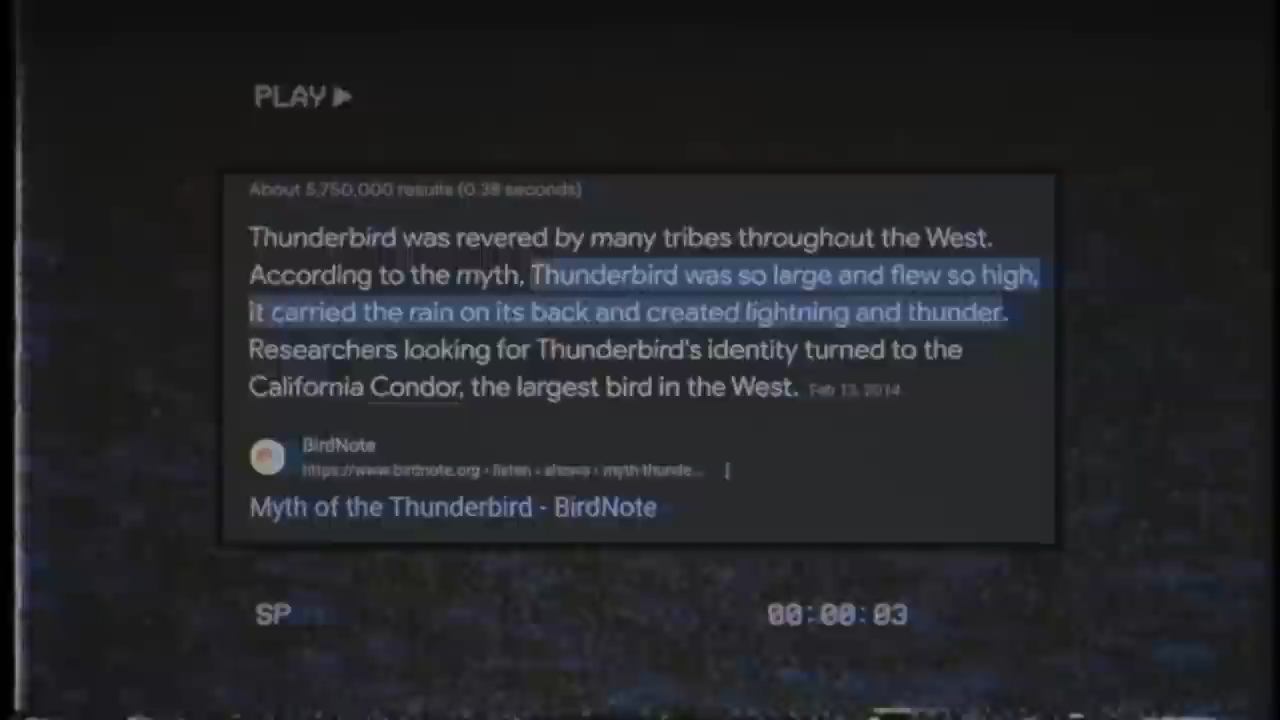 PLAY ▶
About 5,750,000 results (0.38 seconds)
Thunderbird was revered by many tribes throughout the West.
According to the myth, Thunderbird was so large and flew so high,
it carried the rain on its back and created lightning and thunder.
Researchers looking for Thunderbird's identity turned to the
California Condor, the largest bird in the West. Feb 13, 2014
BirdNote
https://www.birdnote.org › listen › shows › myth-thunde...
Myth of the Thunderbird - BirdNote
SP
00:00:03